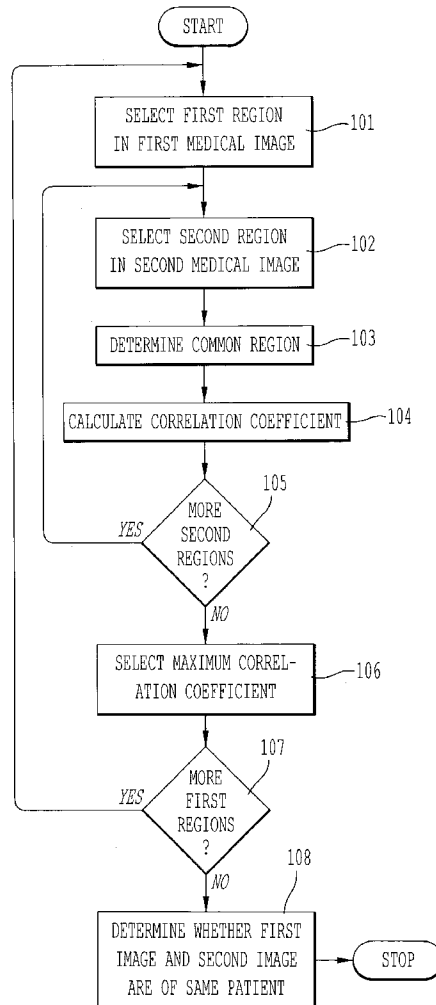 START
SELECT FIRST REGION
IN FIRST MEDICAL IMAGE
101
SELECT SECOND REGION
IN SECOND MEDICAL IMAGE
102
DETERMINE COMMON REGION
103
CALCULATE CORRELATION COEFFICIENT
104
105
MORE
SECOND
REGIONS
?
YES
NO
SELECT MAXIMUM CORREL-
ATION COEFFICIENT
106
107
MORE
FIRST
REGIONS
?
YES
NO
108
DETERMINE WHETHER FIRST
IMAGE AND SECOND IMAGE
ARE OF SAME PATIENT
STOP